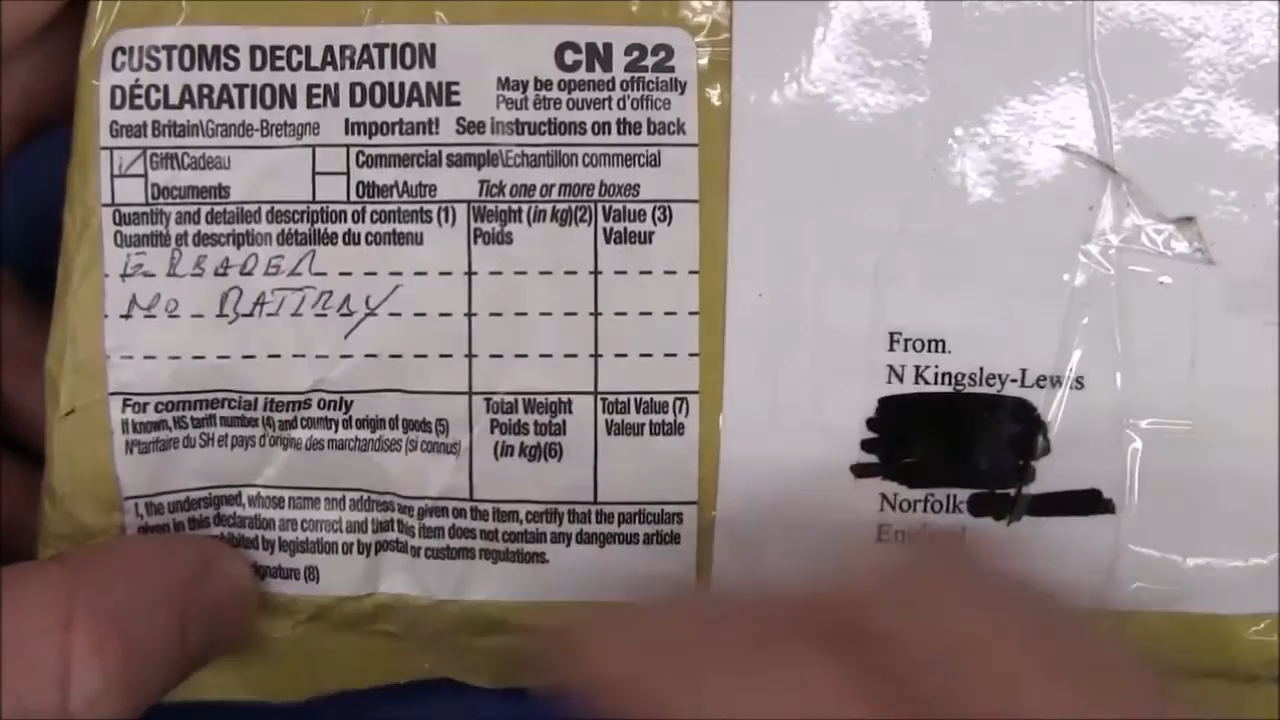 CUSTOMS DECLARATION
DÉCLARATION EN DOUANE
CN 22
May be opened officially
Peut être ouvert d'office
Great Britain\Grande-Bretagne Important! See instructions on the back
Gift\Cadeau
Commercial sample\Echantillon commercial
Documents
Other\Autre Tick one or more boxes
Quantity and detailed description of contents (1)
Quantité et description détaillée du contenu
Weight (in kg)(2)
Poids
Value (3)
Valeur
E READER
NO BATTRAY
For commercial items only
If known, HS tariff number (4) and country of origin of goods (5)
N°tarifaire du SH et pays d'origine des marchandises (si connus)
Total Weight
Poids total
(in kg)(6)
Total Value (7)
Valeur totale
I, the undersigned, whose name and address are given on the item, certify that the particulars
given in this declaration are correct and that this item does not contain any dangerous article
by legislation or by postal or customs regulations.
(8)
From.
N Kingsley-Lewis
Norfolk
England